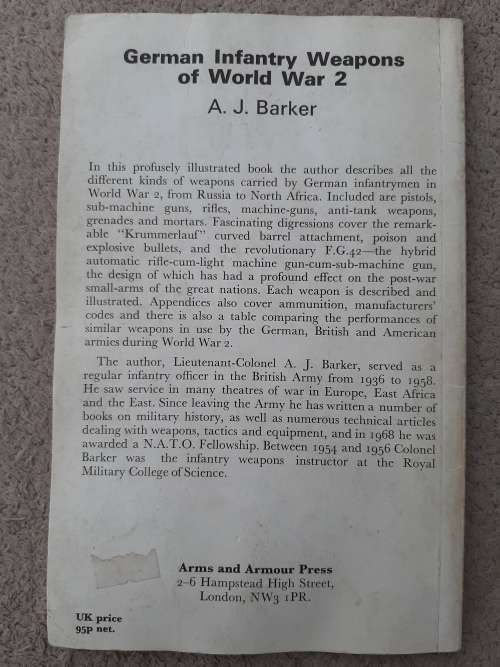 German Infantry Weapons
of World War 2
A. J. Barker
In this profusely illustrated book the author describes all the
different kinds of weapons carried by German infantrymen in
World War 2, from Russia to North Africa. Included are pistols,
sub-machine guns, rifles, machine-guns, anti-tank weapons,
grenades and mortars. Fascinating digressions cover the remark-
able “Krummerlauf” curved barrel attachment, poison and
explosive bullets, and the revolutionary F.G.42—the hybrid
automatic rifle-cum-light machine gun-cum-sub-machine gun,
the design of which has had a profound effect on the post-war
small-arms of the great nations. Each weapon is described and
illustrated. Appendices also cover ammunition, manufacturers’
codes and there is also a table comparing the performances of
similar weapons in use by the German, British and American
armies during World War 2.
The author, Lieutenant-Colonel A. J. Barker, served as a
regular infantry officer in the British Army from 1936 to 1958.
He saw service in many theatres of war in Europe, East Africa
and the East. Since leaving the Army he has written a number of
books on military history, as well as numerous technical articles
dealing with weapons, tactics and equipment, and in 1968 he was
awarded a N.A.T.O. Fellowship. Between 1954 and 1956 Colonel
Barker was the infantry weapons instructor at the Royal
Military College of Science.
Arms and Armour Press
2–6 Hampstead High Street,
London, NW3 1PR.
UK price
95p net.